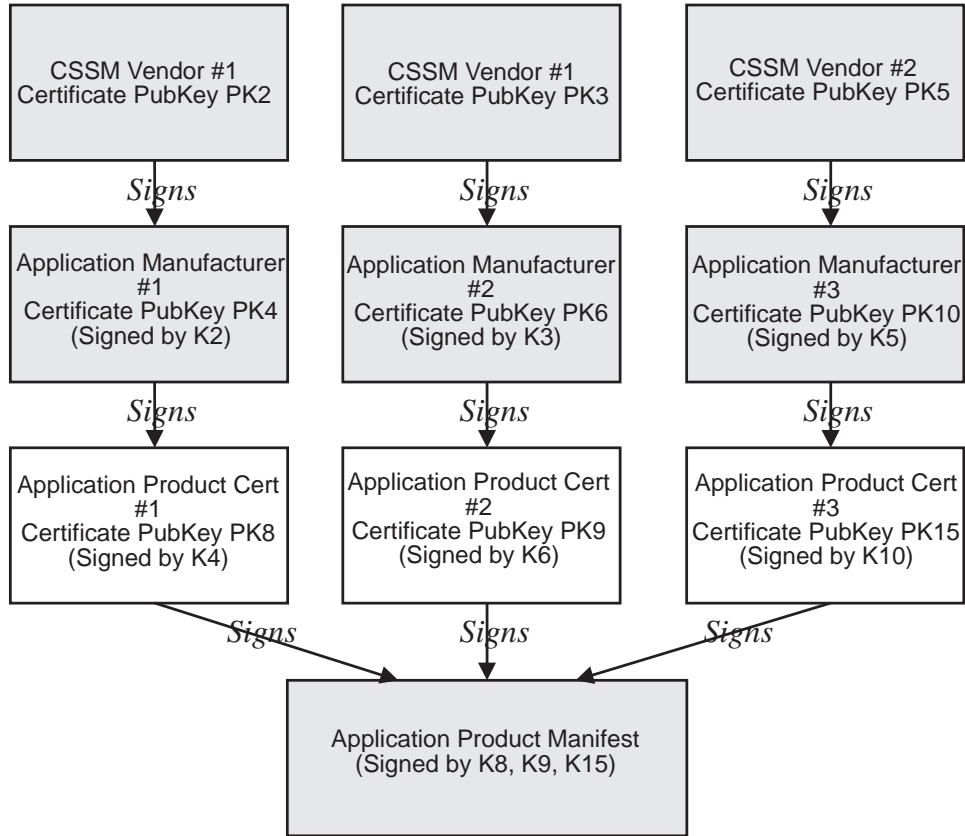 CSSM Vendor #1
Certificate PubKey PK2
CSSM Vendor #1
Certificate PubKey PK3
CSSM Vendor #2
Certificate PubKey PK5
Signs
Signs
Signs
Application Manufacturer
#1
Certificate PubKey PK4
(Signed by K2)
Application Manufacturer
#2
Certificate PubKey PK6
(Signed by K3)
Application Manufacturer
#3
Certificate PubKey PK10
(Signed by K5)
Signs
Signs
Signs
Application Product Cert
#1
Certificate PubKey PK8
(Signed by K4)
Application Product Cert
#2
Certificate PubKey PK9
(Signed by K6)
Application Product Cert
#3
Certificate PubKey PK15
(Signed by K10)
Signs
Signs
Signs
Application Product Manifest
(Signed by K8, K9, K15)